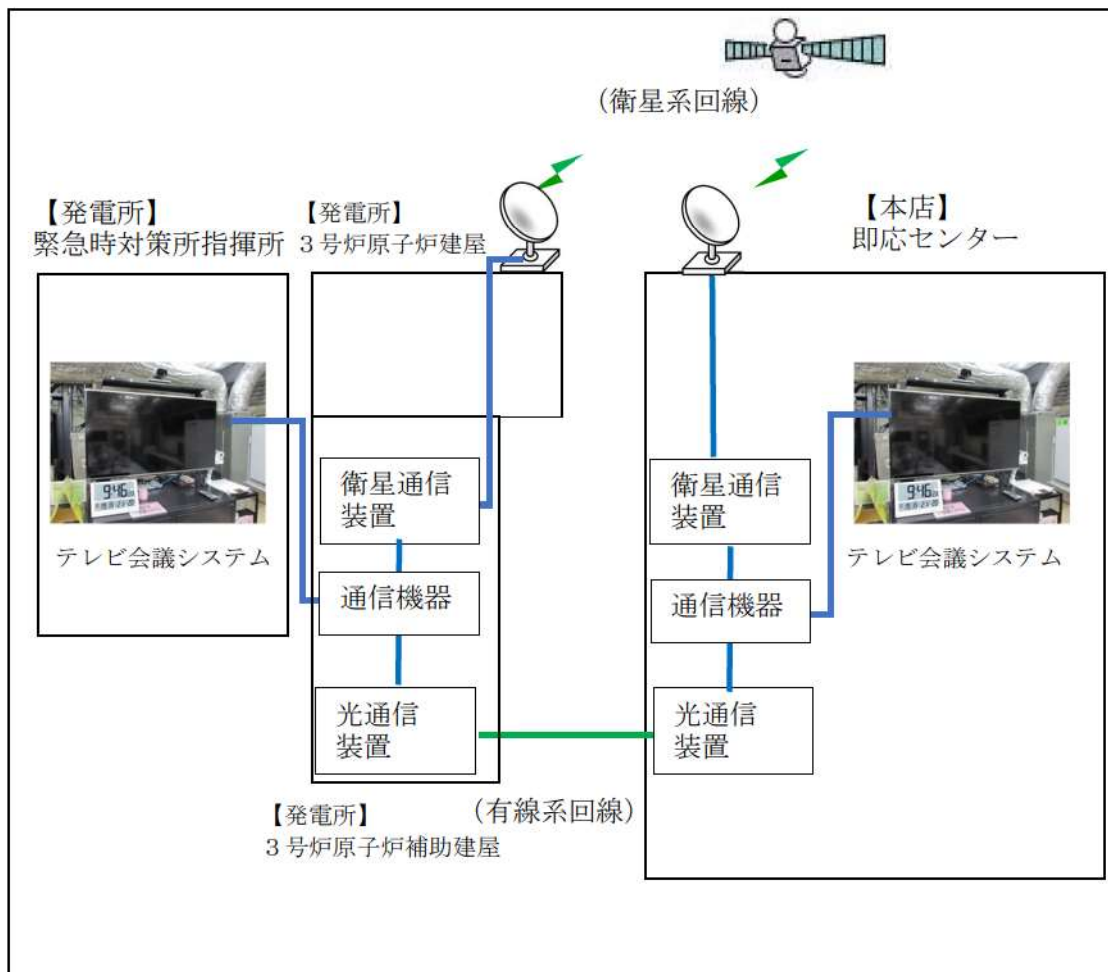 （衛星系回線）
【発電所】
緊急時対策所指揮所
【発電所】
３号炉原子炉建屋
【本店】
即応センター
テレビ会議システム
衛星通信
装置
通信機器
光通信
装置
衛星通信
装置
通信機器
光通信
装置
テレビ会議システム
（有線系回線）
【発電所】
３号炉原子炉補助建屋
9:46
9:46